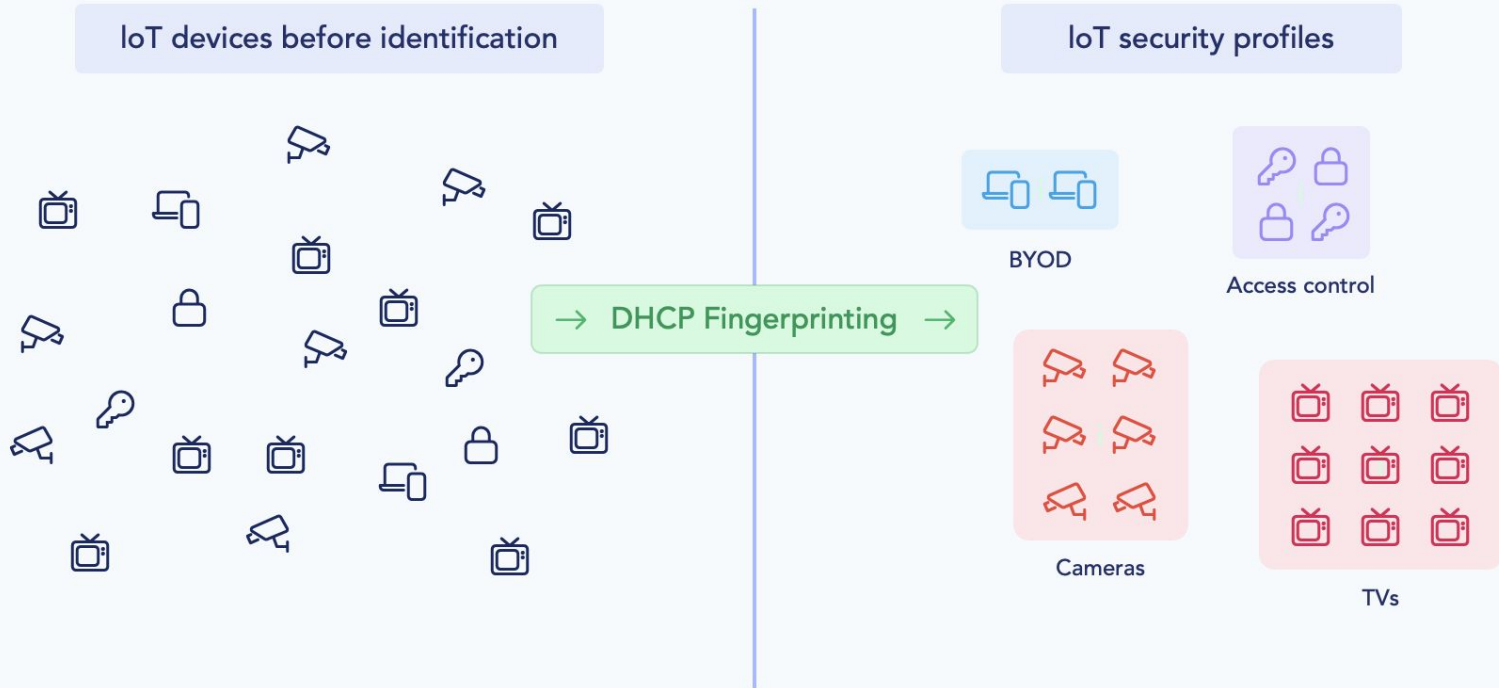 IoT devices before identification
IoT security profiles
→ DHCP Fingerprinting →
BYOD
Access control
Cameras
TVs